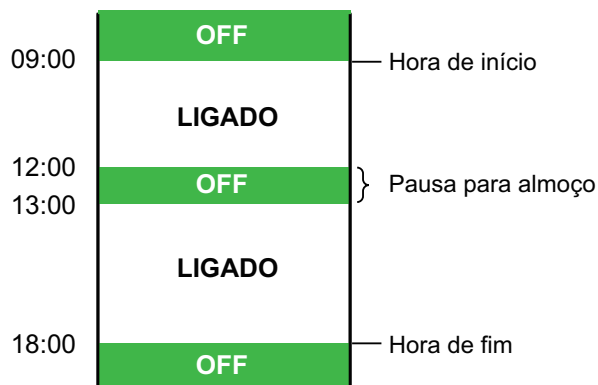 OFF
09:00
Hora de início
LIGADO
12:00
OFF
Pausa para almoço
13:00
LIGADO
18:00
Hora de fim
OFF